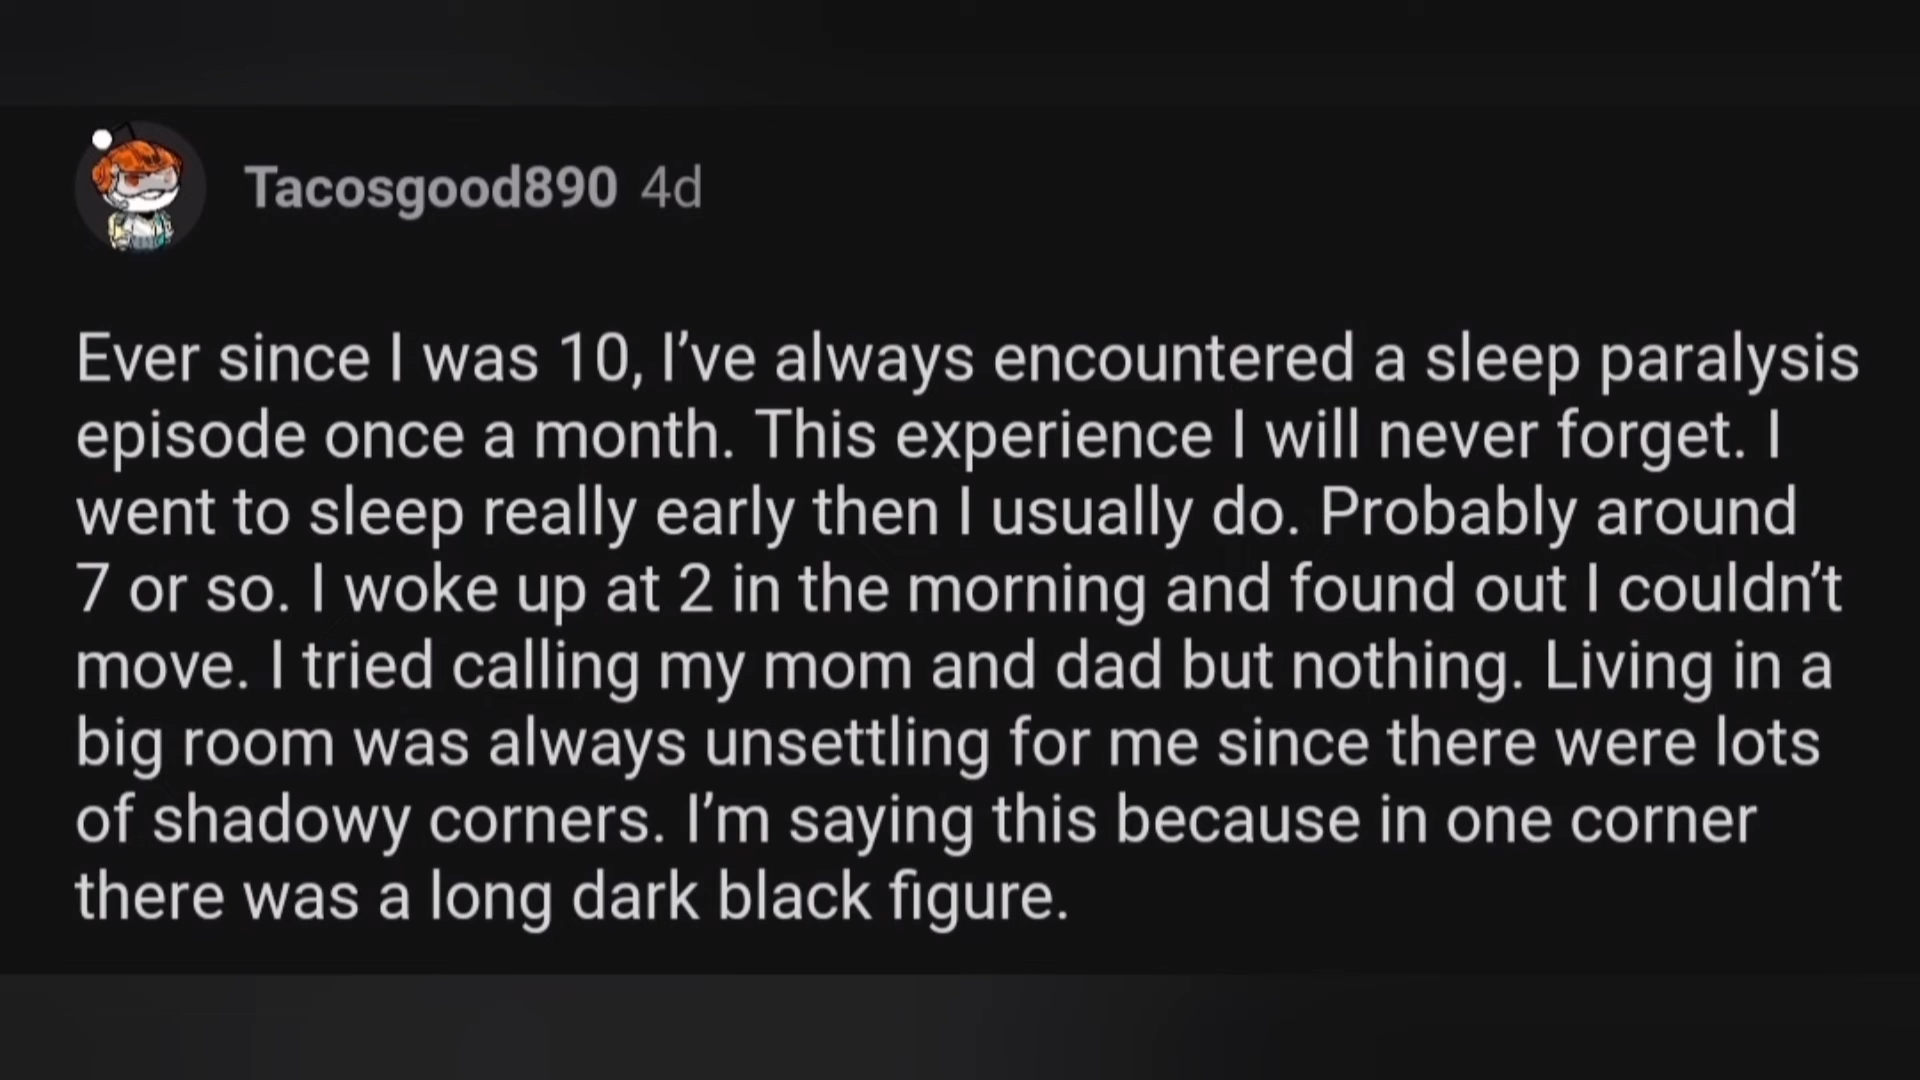 Tacosgood890 4d
Ever since I was 10, I’ve always encountered a sleep paralysis
episode once a month. This experience I will never forget. I
went to sleep really early then I usually do. Probably around
7 or so. I woke up at 2 in the morning and found out I couldn’t
move. I tried calling my mom and dad but nothing. Living in a
big room was always unsettling for me since there were lots
of shadowy corners. I’m saying this because in one corner
there was a long dark black figure.